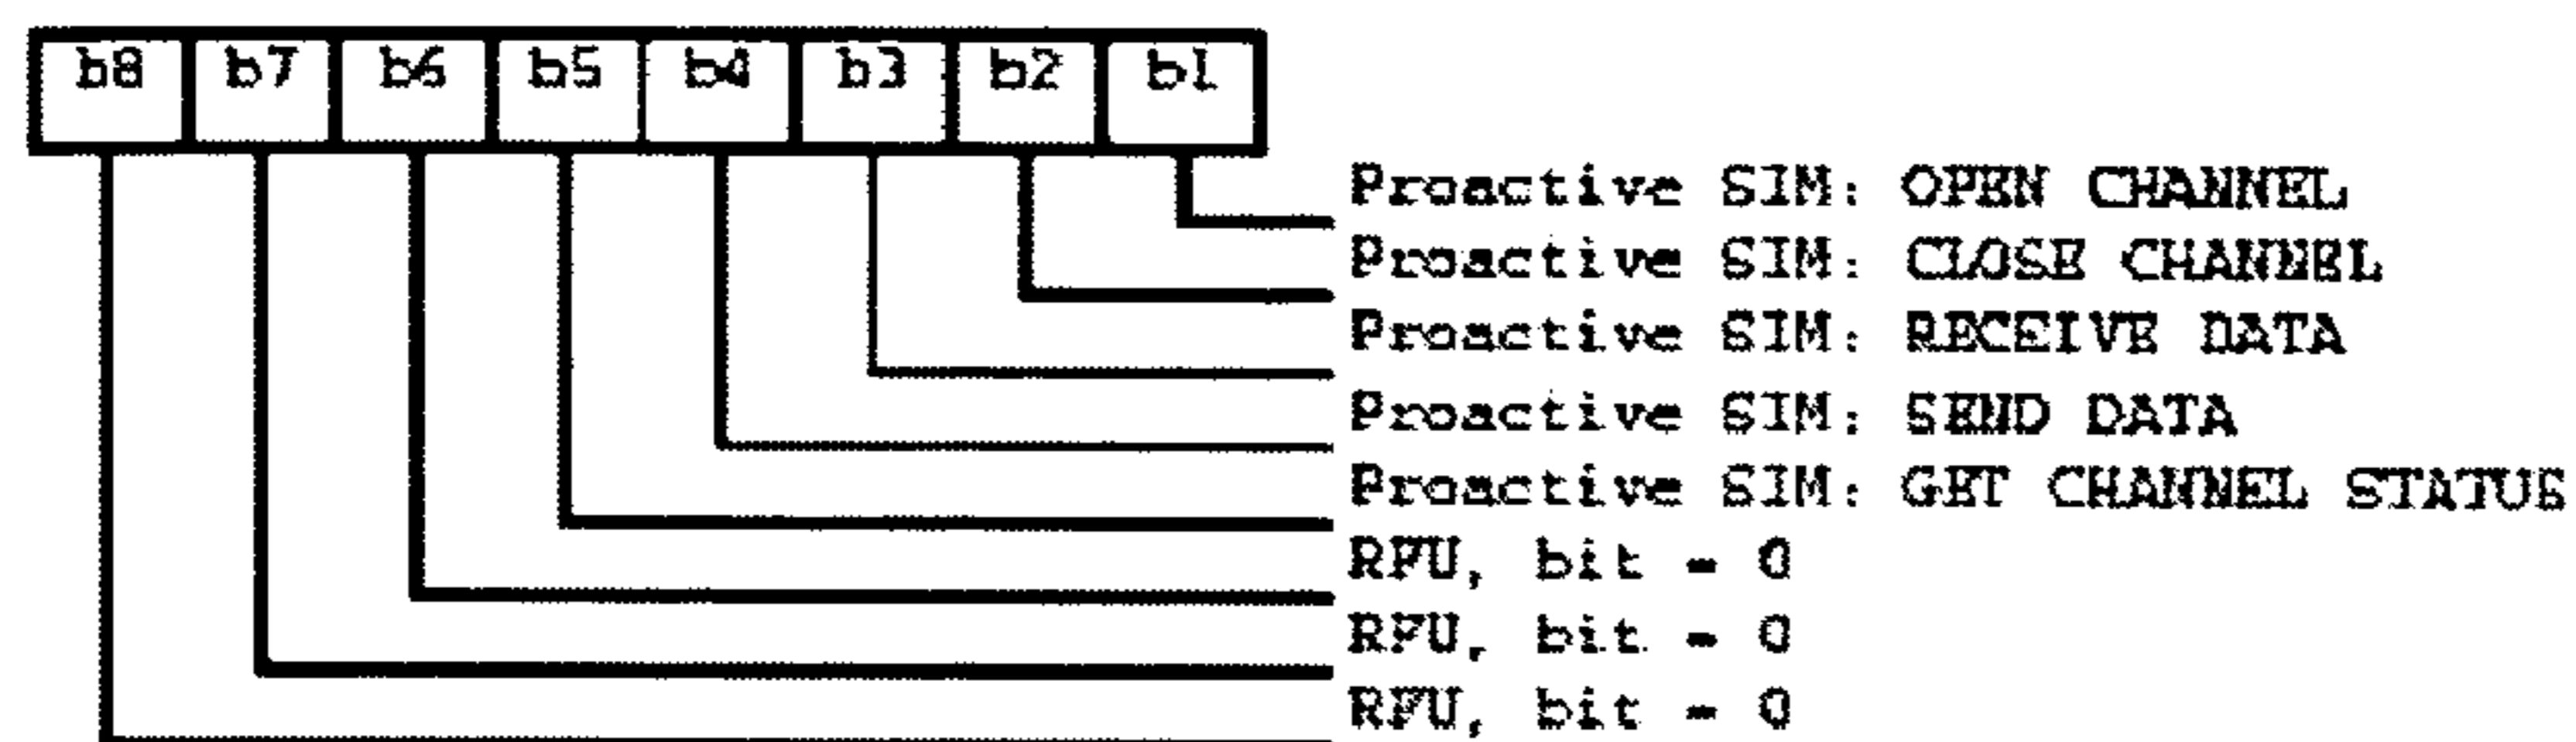 b8 b7 b6 b5 b4 b3 b2 b1
Proactive SIM: OPEN CHANNEL
Proactive SIM: CLOSE CHANNEL
Proactive SIM: RECEIVE DATA
Proactive SIM: SEND DATA
Proactive SIM: GET CHANNEL STATUS
RFU, bit = 0
RFU, bit = 0
RFU, bit = 0